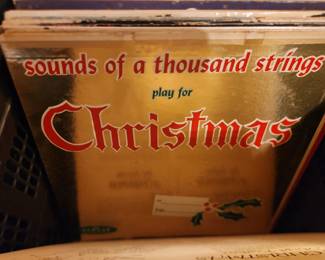 sounds of a thousand strings
play for
Christmas